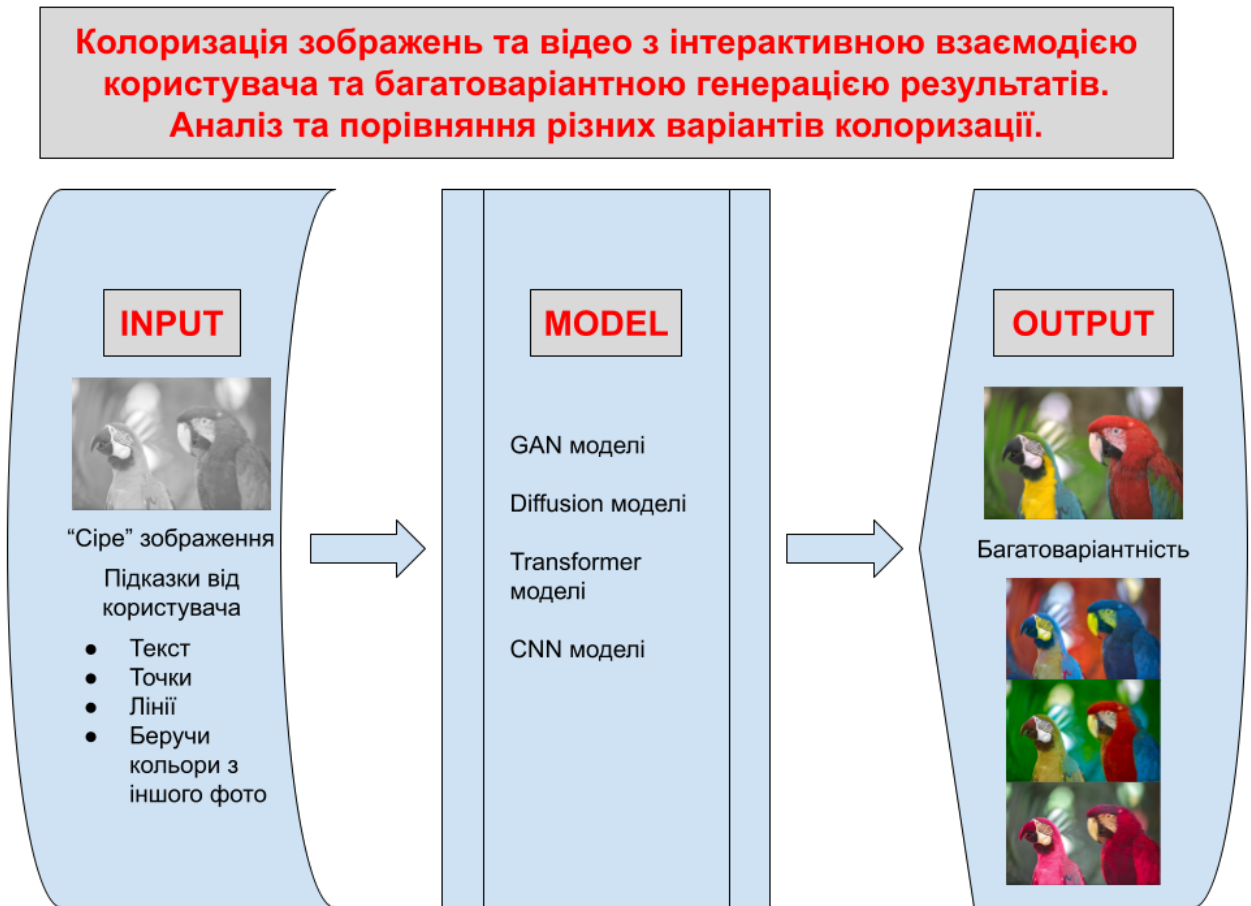 Колоризація зображень та відео з інтерактивною взаємодією
користувача та багатоваріантною генерацією результатів.
Аналіз та порівняння різних варіантів колоризації.
INPUT
“Сіре” зображення
Підказки від
користувача
● Текст
● Точки
● Лінії
● Беручи
кольори з
іншого фото
MODEL
GAN моделі
Diffusion моделі
Transformer
моделі
CNN моделі
OUTPUT
Багатоваріантність